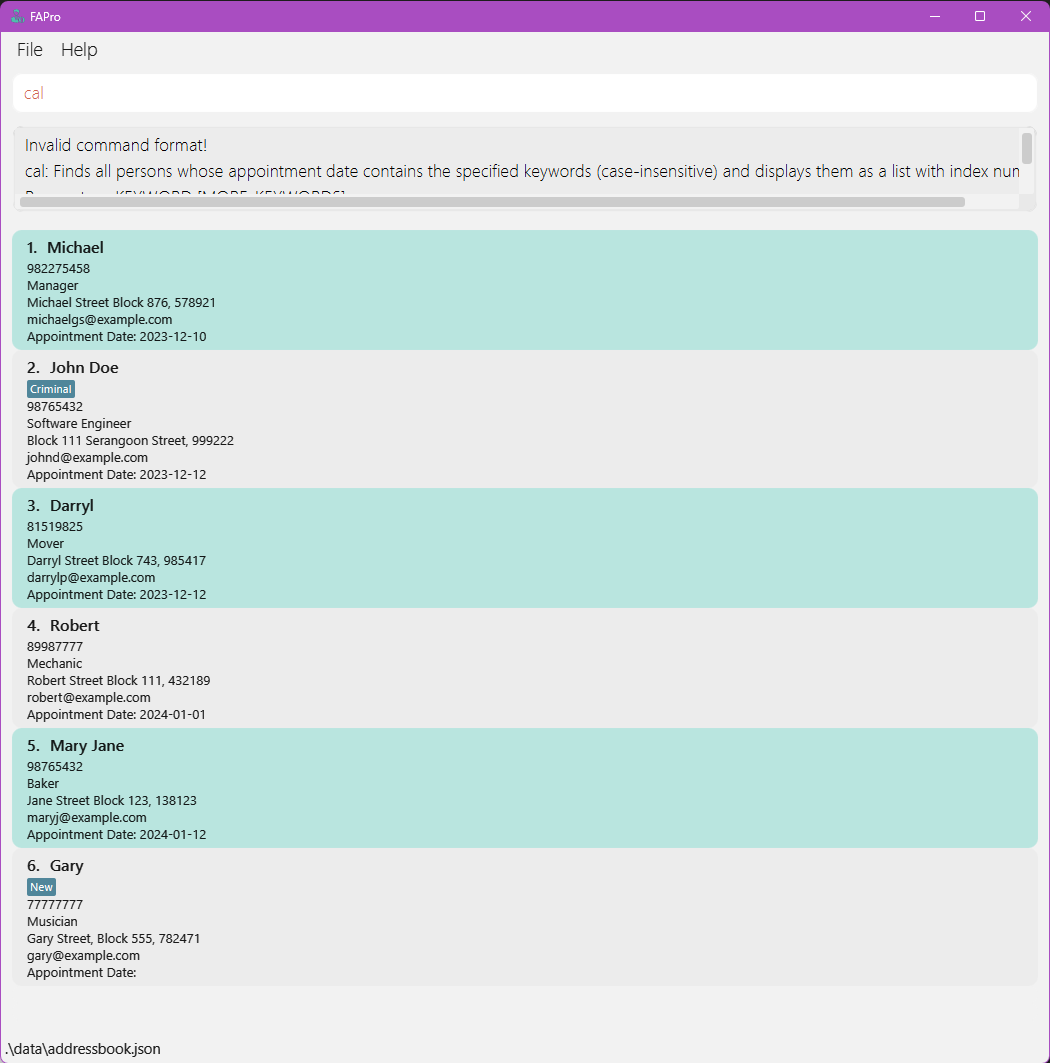 FAPro
File Help
cal
Invalid command format!
cal: Finds all persons whose appointment date contains the specified keywords (case-insensitive) and displays them as a list with index
1. Michael
982275458
Manager
Michael Street Block 876, 578921
michaelgs@example.com
Appointment Date: 2023-12-10
2. John Doe
Criminal
98765432
Software Engineer
Block 111 Serangoon Street, 999222
johnd@example.com
Appointment Date: 2023-12-12
3. Darryl
81519825
Mover
Darryl Street Block 743, 985417
darrylp@example.com
Appointment Date: 2023-12-12
4. Robert
89987777
Mechanic
Robert Street Block 111, 432189
robert@example.com
Appointment Date: 2024-01-01
5. Mary Jane
98765432
Baker
Jane Street Block 123, 138123
maryj@example.com
Appointment Date: 2024-01-12
6. Gary
New
77777777
Musician
Gary Street, Block 555, 782471
gary@example.com
Appointment Date:
.\data\addressbook.json